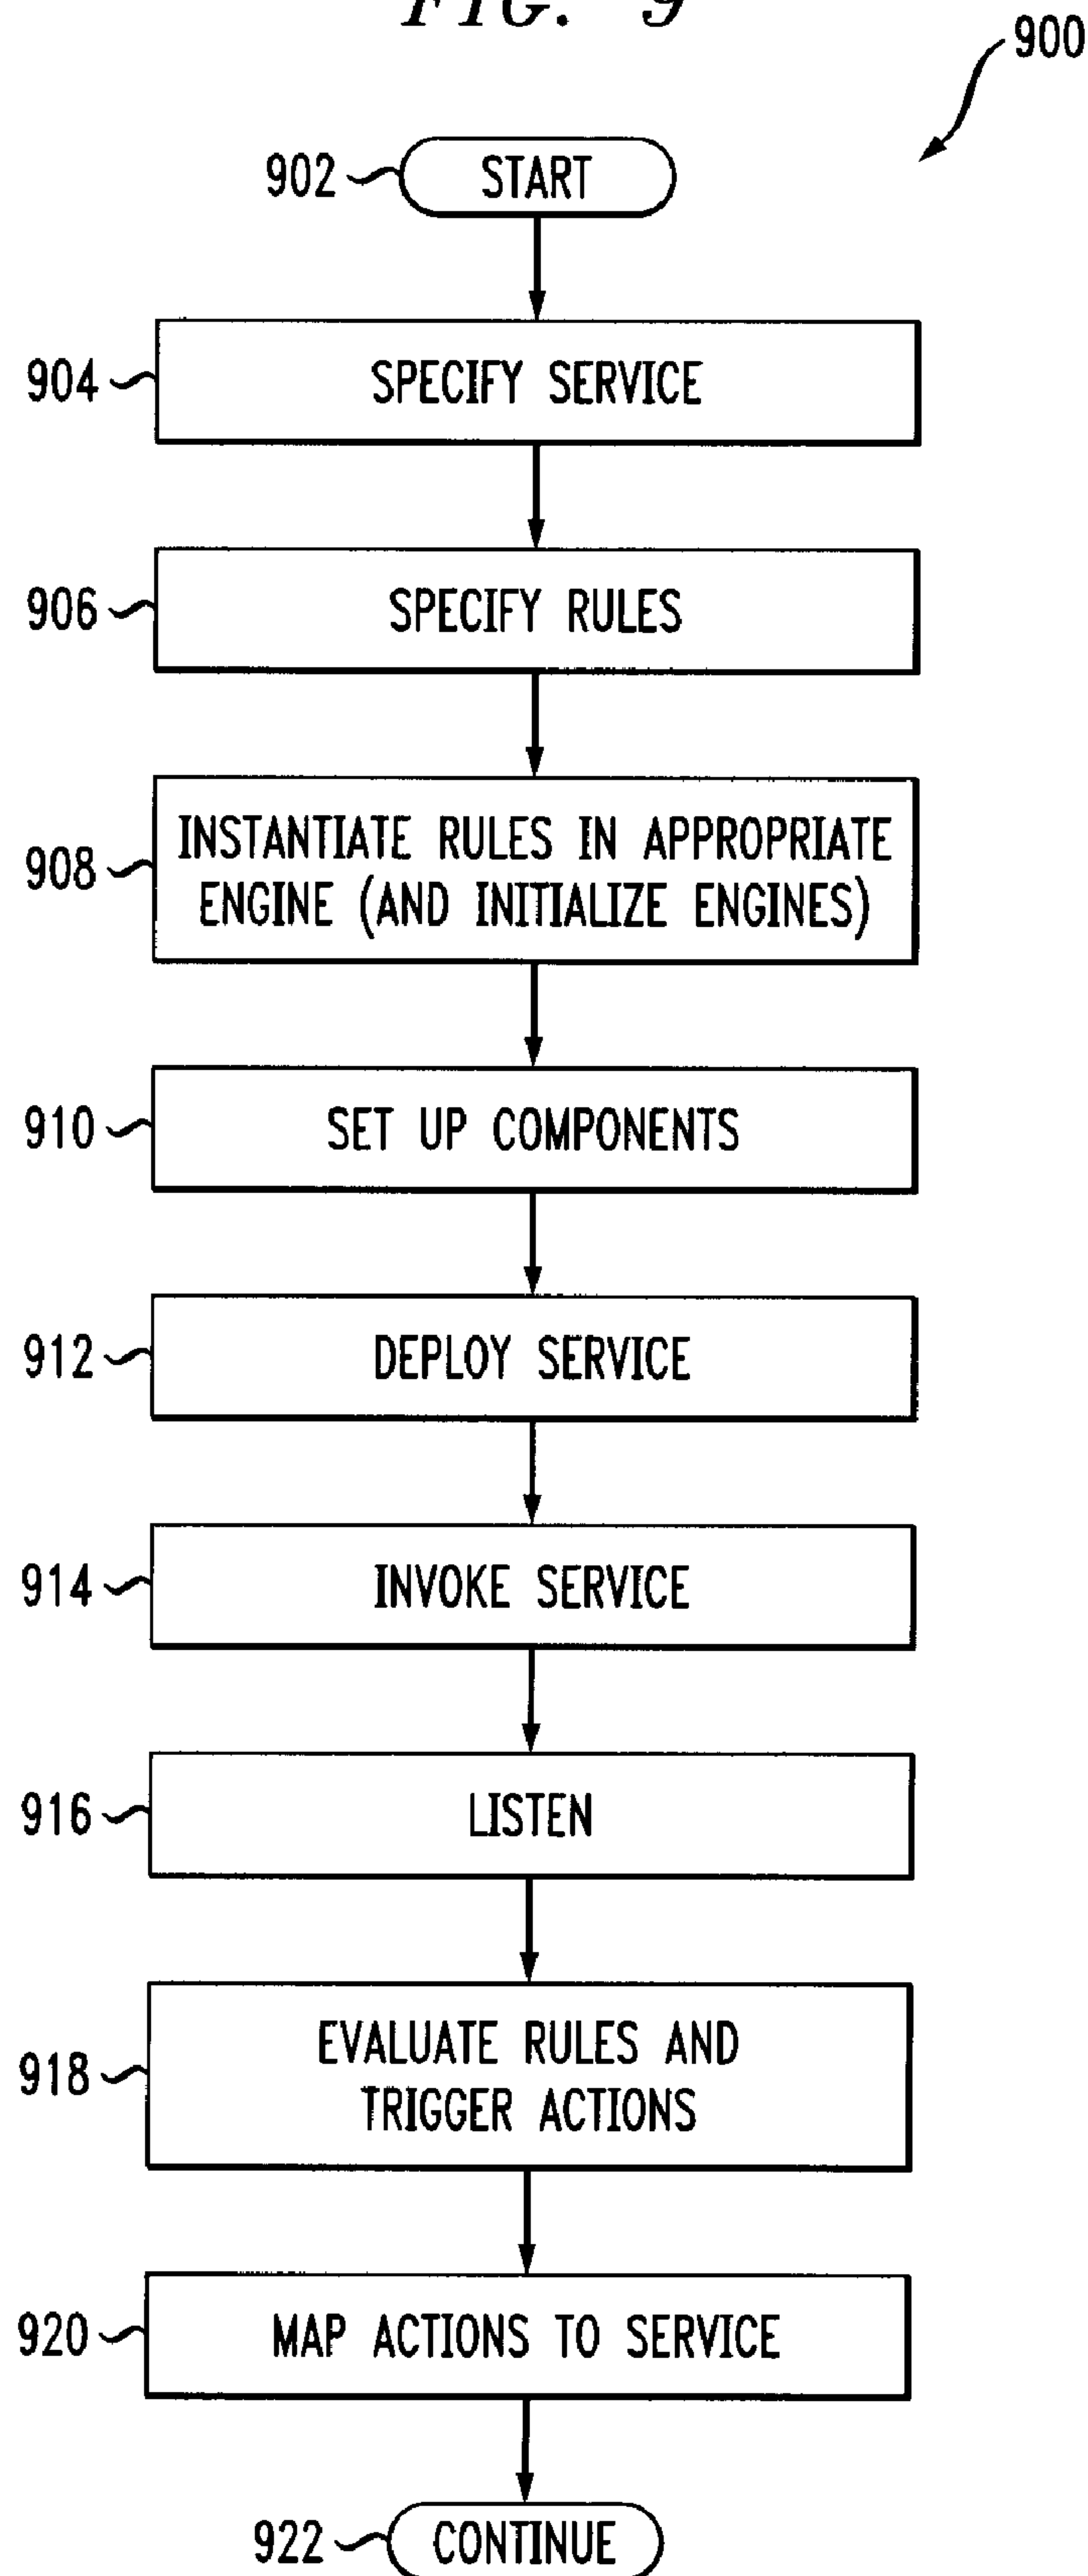 FIG. 9
900
902 START
904 SPECIFY SERVICE
906 SPECIFY RULES
908 INSTANTIATE RULES IN APPROPRIATE
ENGINE (AND INITIALIZE ENGINES)
910 SET UP COMPONENTS
912 DEPLOY SERVICE
914 INVOKE SERVICE
916 LISTEN
918 EVALUATE RULES AND
TRIGGER ACTIONS
920 MAP ACTIONS TO SERVICE
922 CONTINUE